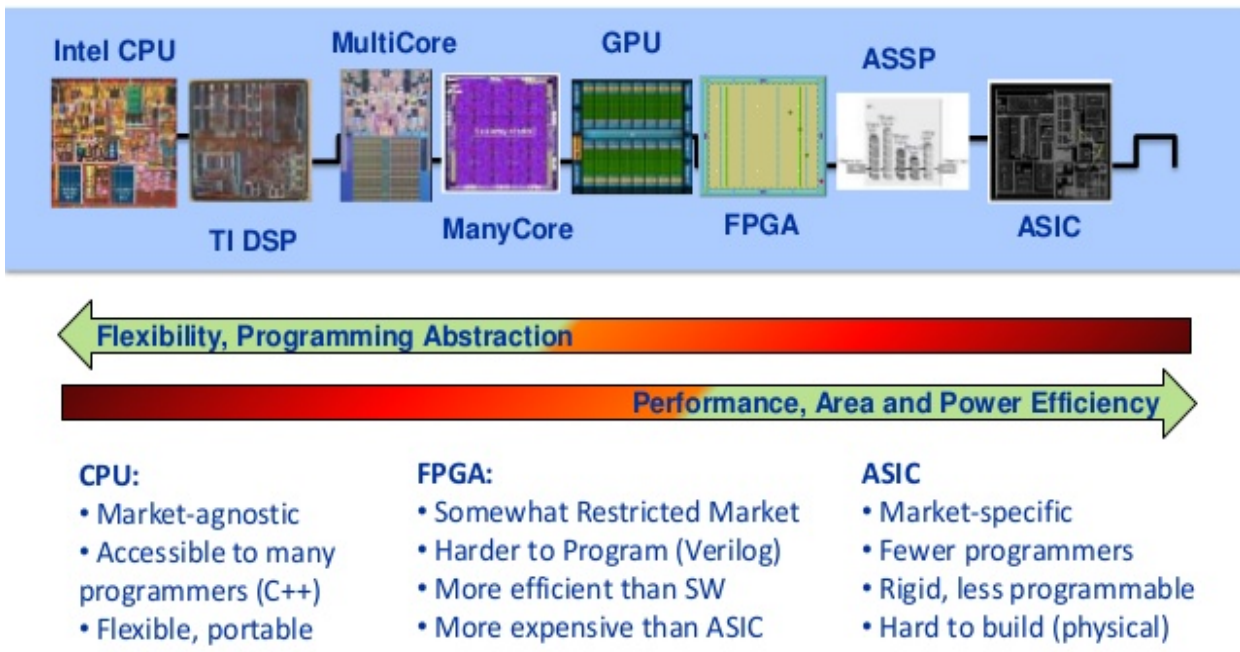 Intel CPU
TI DSP
MultiCore
ManyCore
GPU
FPGA
ASSP
ASIC
Flexibility, Programming Abstraction
Performance, Area and Power Efficiency
CPU:
• Market-agnostic
• Accessible to many
programmers (C++)
• Flexible, portable
FPGA:
• Somewhat Restricted Market
• Harder to Program (Verilog)
• More efficient than SW
• More expensive than ASIC
ASIC
• Market-specific
• Fewer programmers
• Rigid, less programmable
• Hard to build (physical)